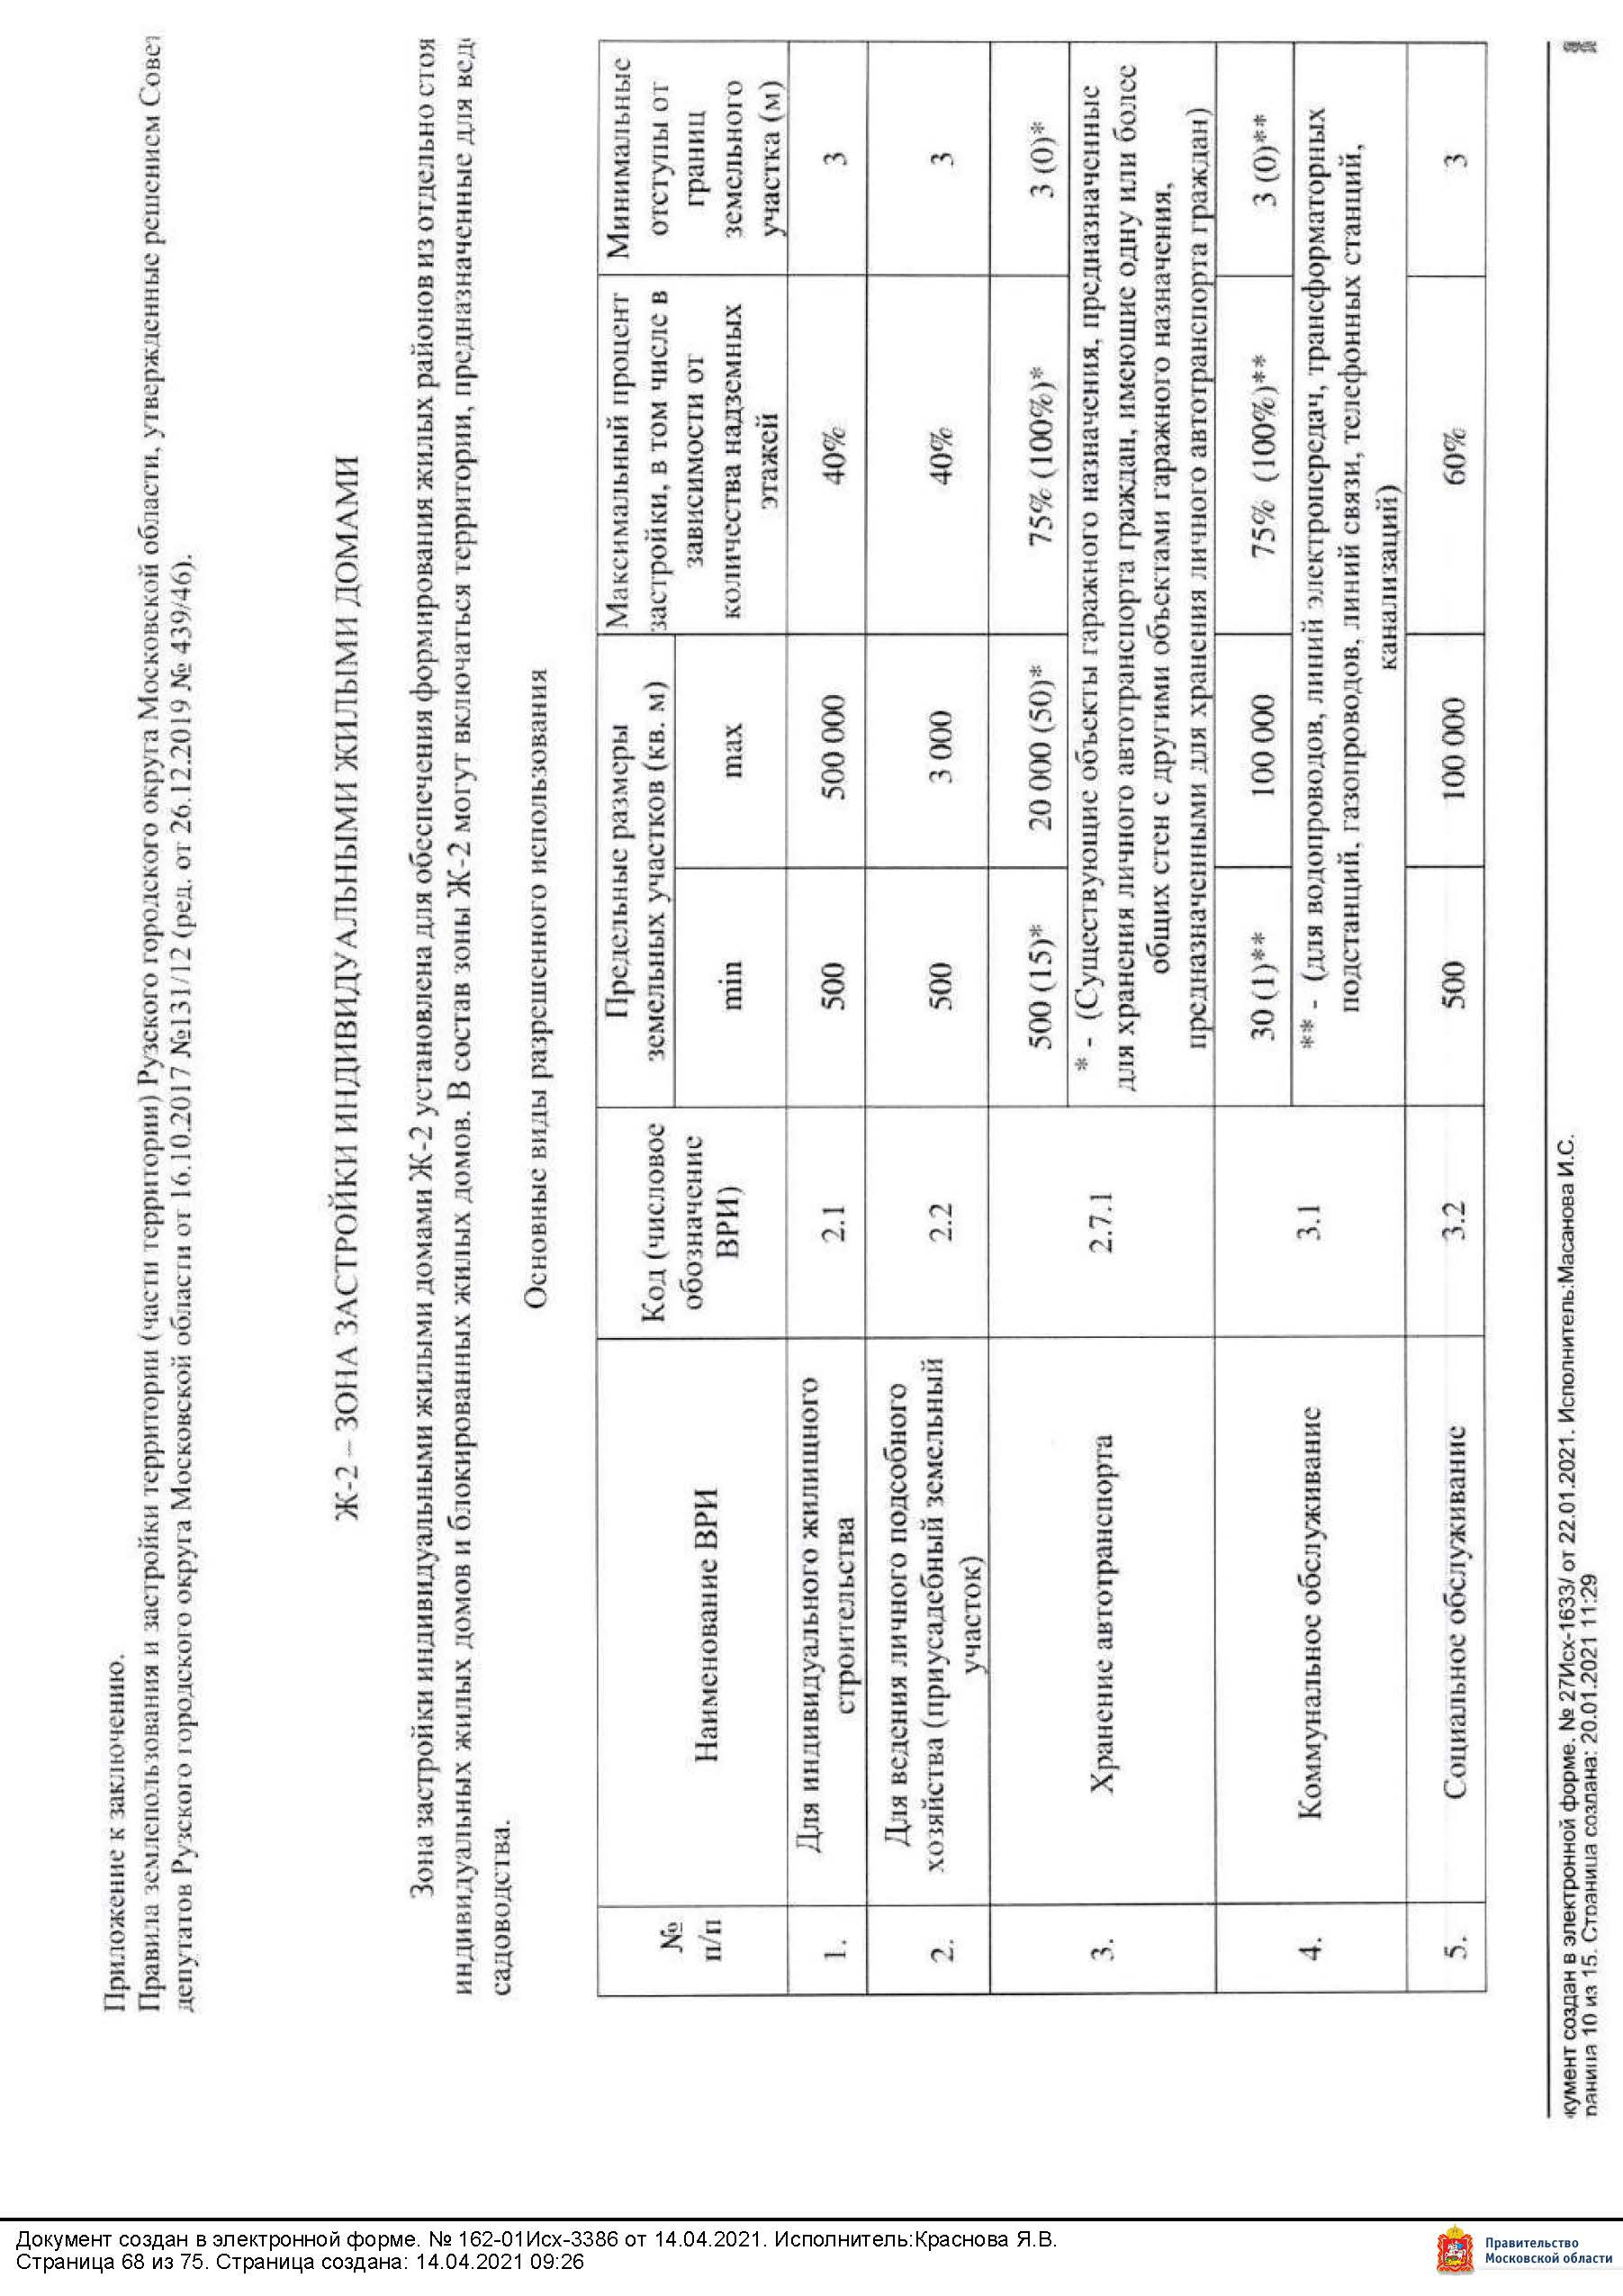 Приложение к заключению.
Правила землепользования и застройки территории (части территории) Рузского городского округа Московской области, утвержденные решением
депутатов Рузского городского округа Московской области от 16.10.2017 №131/12 (ред. от 26.12.2019 № 439/46).
Ж-2 – ЗОНА ЗАСТРОЙКИ ИНДИВИДУАЛЬНЫМИ ЖИЛЫМИ ДОМАМИ
Зона застройки индивидуальными жилыми домами Ж-2 установлена для обеспечения формирования жилых районов из отдельно
индивидуальных жилых домов и блокированных жилых домов. В состав зоны Ж-2 могут включаться территории, предназначенные для
садоводства.
Основные виды разрешенного использования
№
п/п
Наименование ВРИ
Код (числовое
обозначение
ВРИ)
Предельные размеры
земельных участков (кв. м)
min
max
Максимальный процент
застройки, в том числе в
зависимости от
количества надземных
этажей
Минимальные
отступы от
границ
земельного
участка (м)
1.
Для индивидуального жилищного
строительства
2.1
500
500 000
40%
3
2.
Для ведения личного подсобного
хозяйства (приусадебный земельный
участок)
2.2
500
3 000
40%
3
3.
Хранение автотранспорта
2.7.1
500 (15)*
20 000 (50)*
75% (100%)*
3 (0)*
* - (Существующие объекты гаражного назначения, предназначенные
для хранения личного автотранспорта граждан, имеющие одну или более
общих стен с другими объектами гаражного назначения,
предназначенными для хранения личного автотранспорта граждан)
4.
Коммунальное обслуживание
3.1
30 (1)**
100 000
75% (100%)**
3 (0)**
** - (для водопроводов, линий электропередач, трансформаторных
подстанций, газопроводов, линий связи, телефонных станций,
канализаций)
5.
Социальное обслуживание
3.2
500
100 000
60%
3
кумент создан в электронной форме. № 27Исх-1633/ от 22.01.2021. Исполнитель:Масанова И.С.
раница 10 из 15. Страница создана: 20.01.2021 11:29
Документ создан в электронной форме. № 162-01Исх-3386 от 14.04.2021. Исполнитель:Краснова Я.В.
Страница 68 из 75. Страница создана: 14.04.2021 09:26
Правительство
Московской области